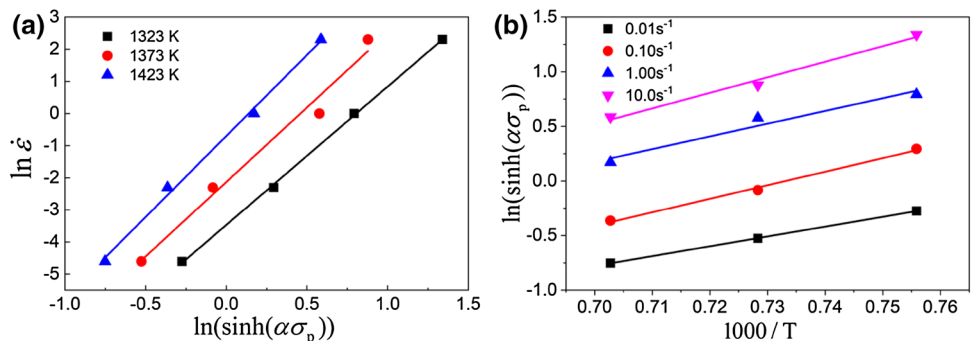 (a)
3
2
1
0
-1
-2
-3
-4
-5
1323 K
1373 K
1423 K
ln ε̇
-1.0 -0.5 0.0 0.5 1.0 1.5
ln(sinh(ασp))
(b)
1.5
1.0
0.5
0.0
-0.5
-1.0
0.01s⁻¹
0.10s⁻¹
1.00s⁻¹
10.0s⁻¹
ln(sinh(ασp))
0.70 0.71 0.72 0.73 0.74 0.75 0.76
1000 / T